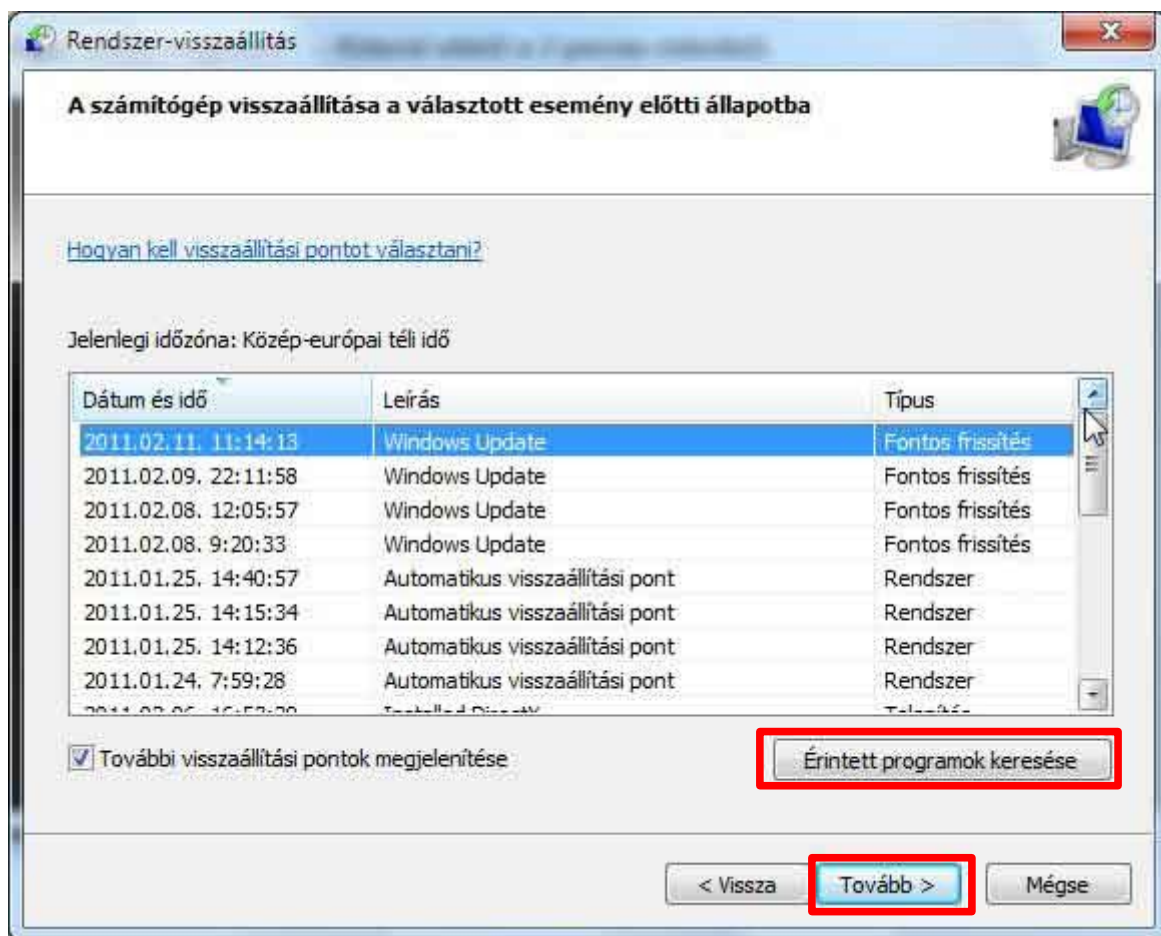 Rendszer-visszaállítás
A számítógép visszaállítása a választott esemény előtti állapotba
Hogyan kell visszaállítási pontot választani?
Jelenlegi időzóna: Közép-európai téli idő
Dátum és idő Leírás Típus
2011.02.11. 11:14:13 Windows Update Fontos frissítés
2011.02.09. 22:11:58 Windows Update Fontos frissítés
2011.02.08. 12:05:57 Windows Update Fontos frissítés
2011.02.08. 9:20:33 Windows Update Fontos frissítés
2011.01.25. 14:40:57 Automatikus visszaállítási pont Rendszer
2011.01.25. 14:15:34 Automatikus visszaállítási pont Rendszer
2011.01.25. 14:12:36 Automatikus visszaállítási pont Rendszer
2011.01.24. 7:59:28 Automatikus visszaállítási pont Rendszer
Installed DirectX
További visszaállítási pontok megjelenítése Érintett programok keresése
< Vissza Tovább > Mégse